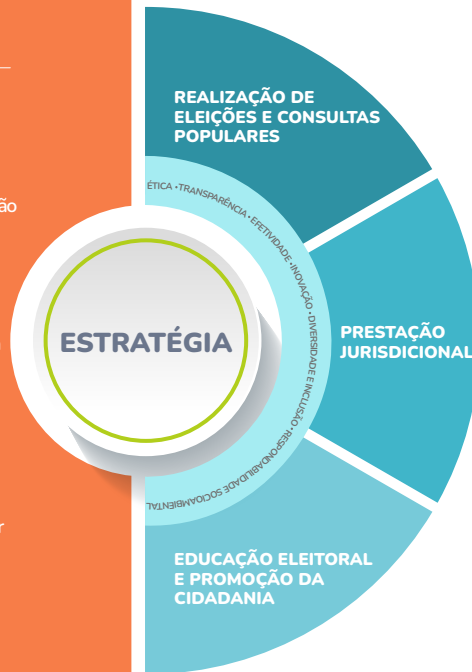 REALIZAÇÃO DE
ELEIÇÕES E CONSULTAS
POPULARES
ÉTICA • TRANSPARÊNCIA • EFETIVIDADE • INOVAÇÃO • DIVERSIDADE E INCLUSÃO • RESPONDABILIDADE SOCIOAMBIENTAL
ESTRATÉGIA
PRESTAÇÃO
JURISDICIONAL
EDUCAÇÃO ELEITORAL
E PROMOÇÃO DA
CIDADANIA